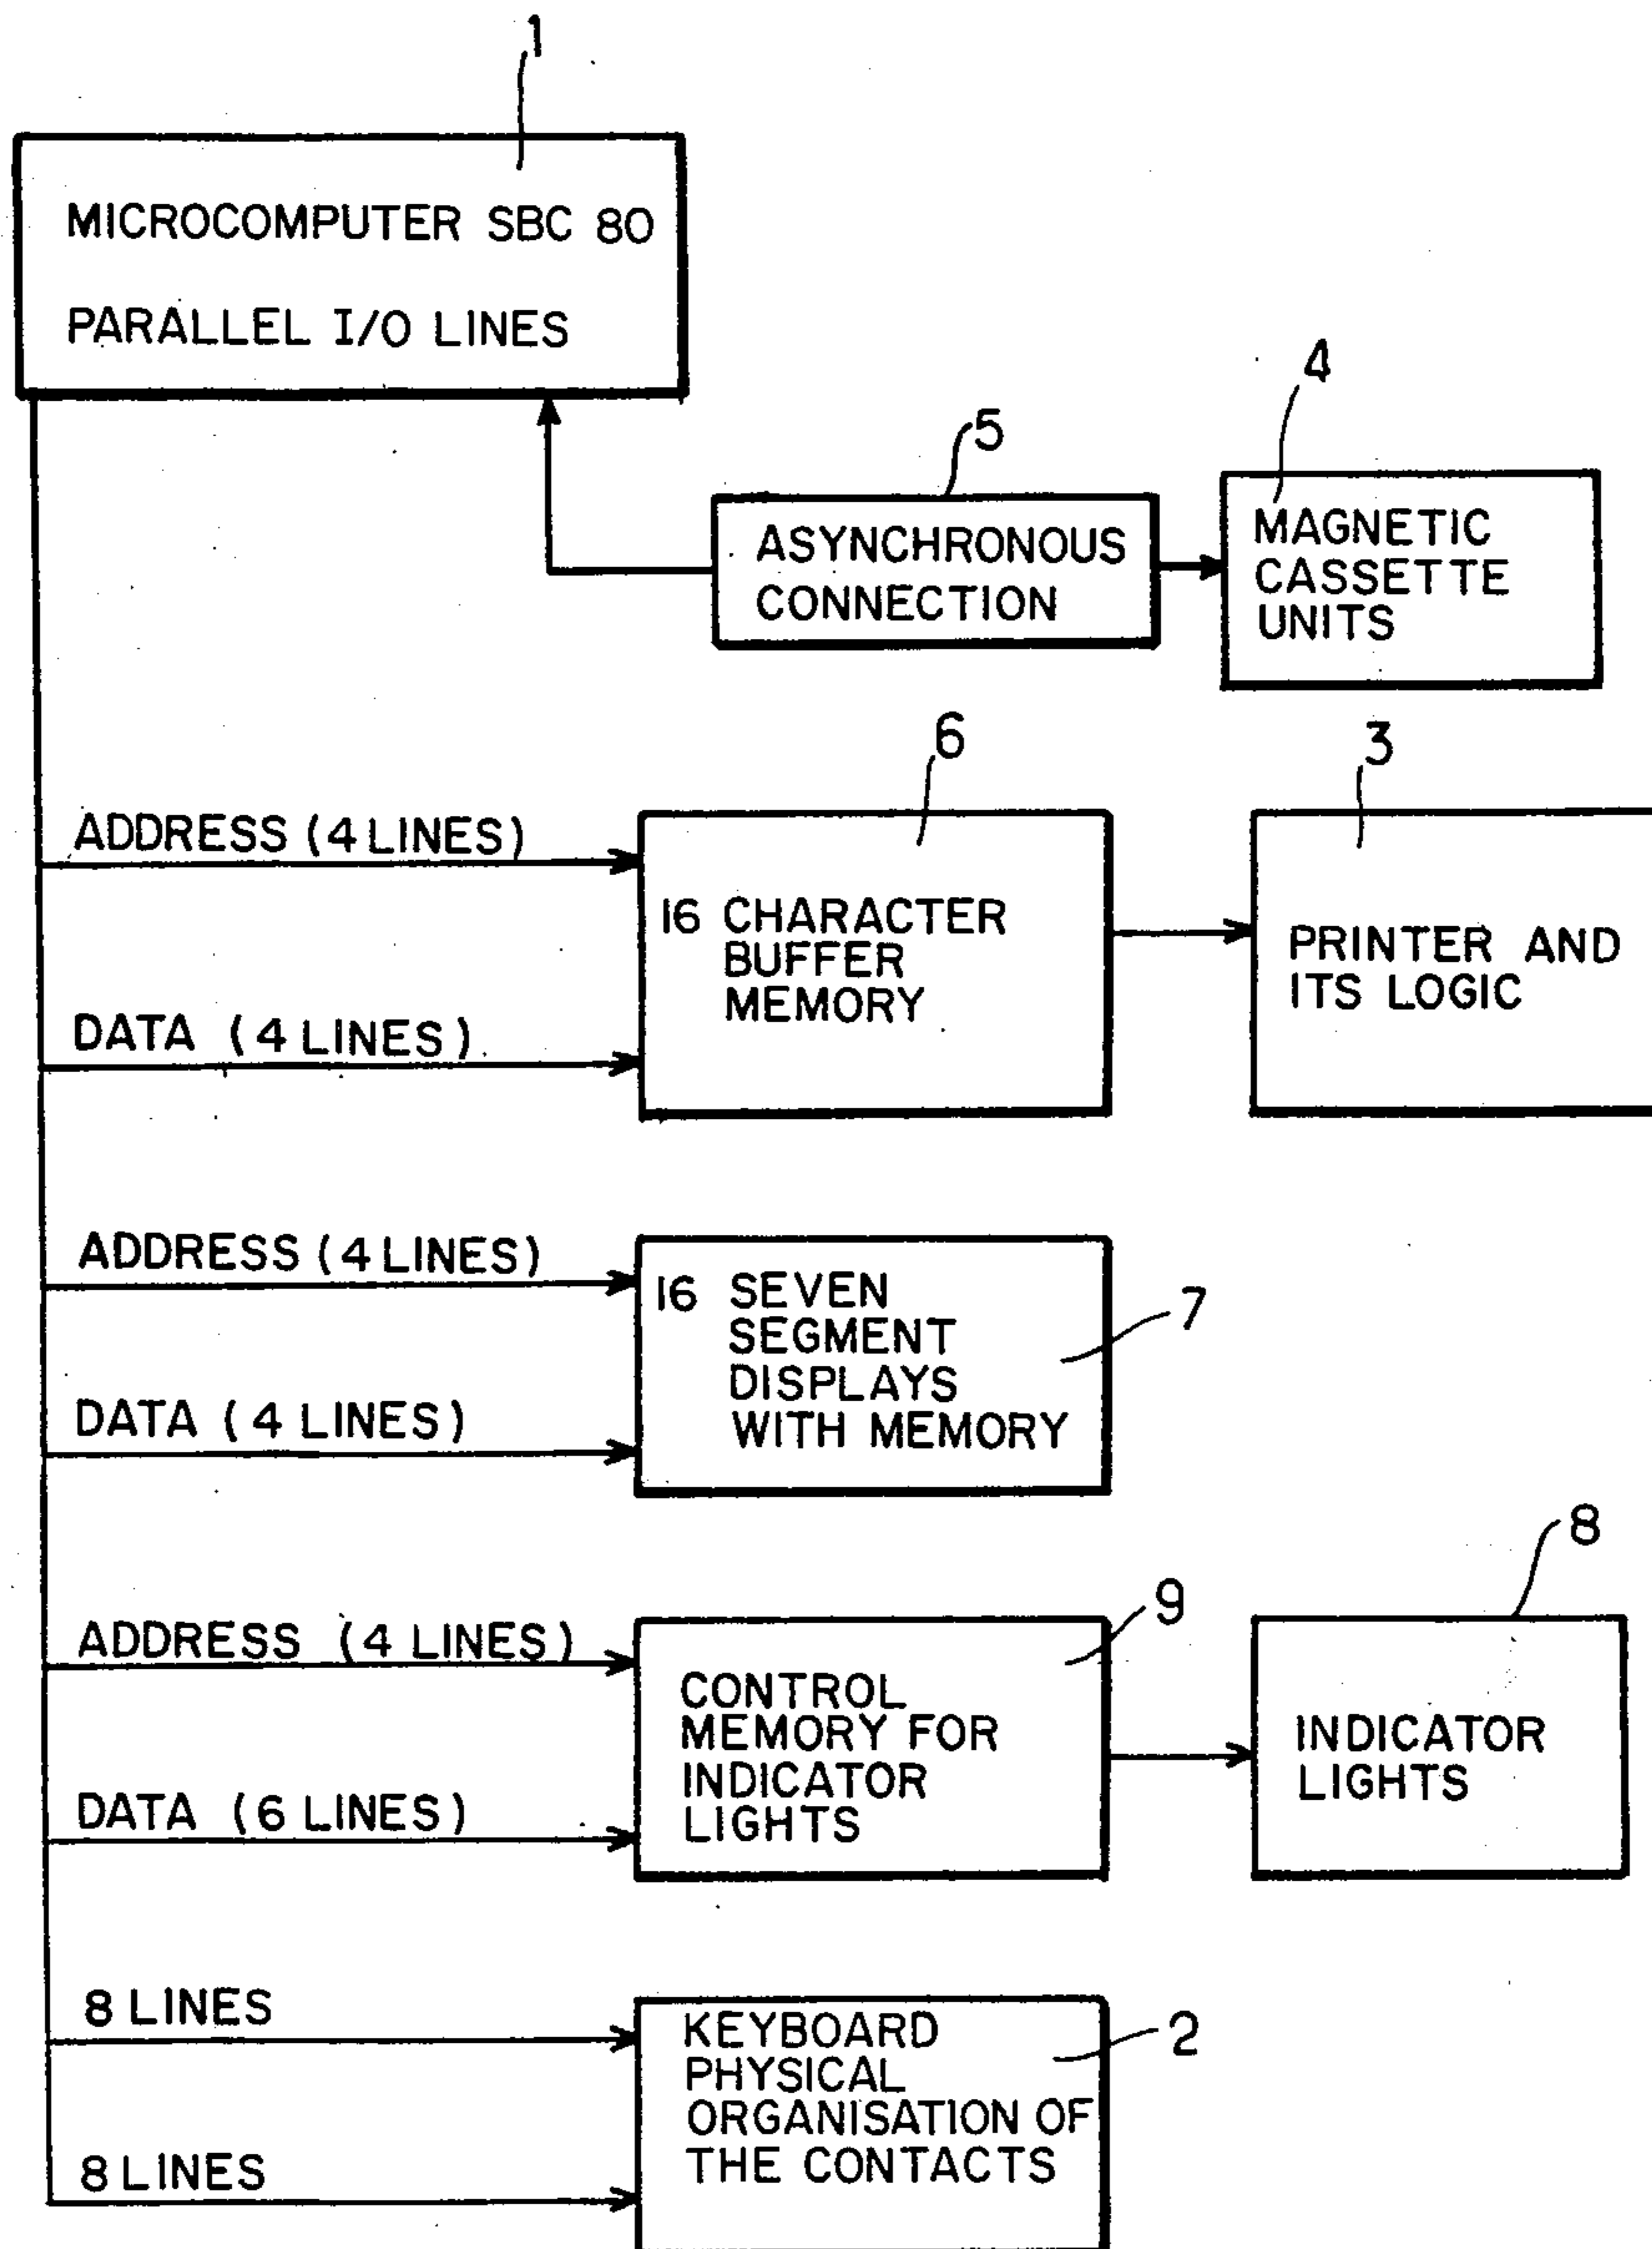 1
MICROCOMPUTER SBC 80
PARALLEL I/O LINES
4
5
ASYNCHRONOUS
CONNECTION
MAGNETIC
CASSETTE
UNITS
6
3
ADDRESS (4 LINES)
16 CHARACTER
BUFFER
MEMORY
PRINTER AND
ITS LOGIC
DATA (4 LINES)
ADDRESS (4 LINES)
16 SEVEN
SEGMENT
DISPLAYS
WITH MEMORY
7
DATA (4 LINES)
8
9
ADDRESS (4 LINES)
CONTROL
MEMORY FOR
INDICATOR
LIGHTS
INDICATOR
LIGHTS
DATA (6 LINES)
8 LINES
KEYBOARD
PHYSICAL
ORGANISATION OF
THE CONTACTS
2
8 LINES